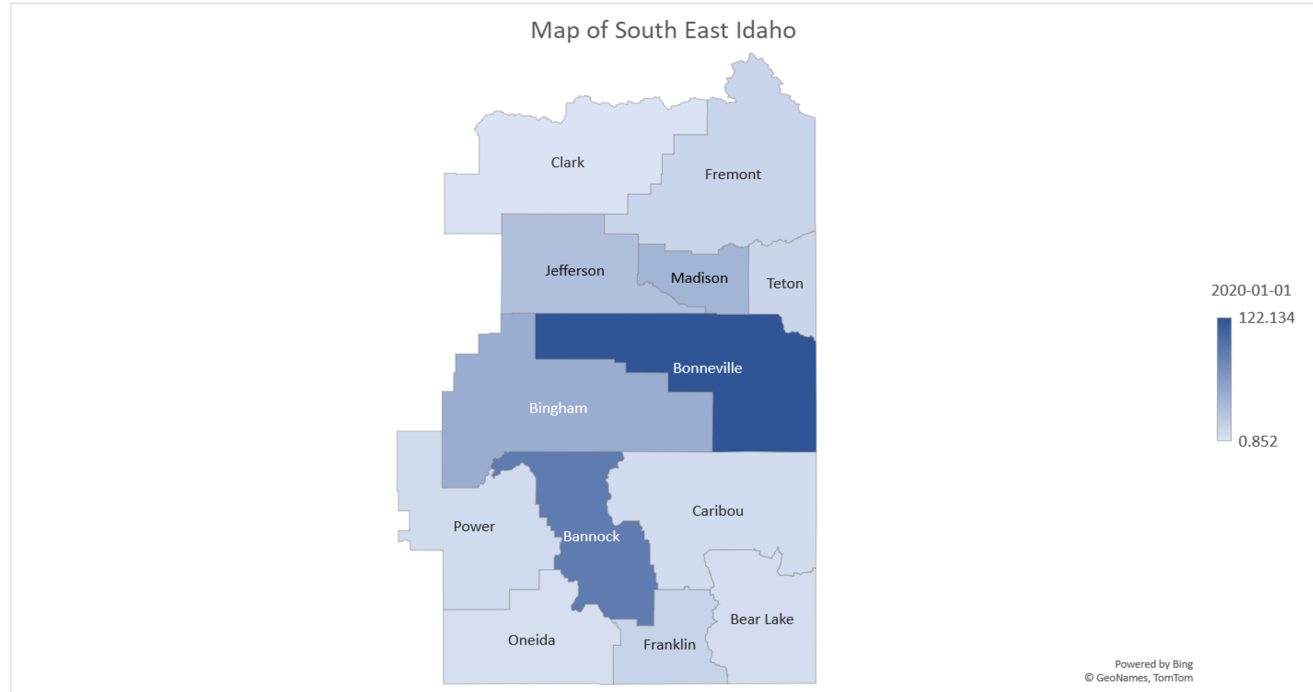 Map of South East Idaho
Clark
Fremont
Jefferson
Madison
Teton
2020-01-01
122.134
0.852
Bonneville
Bingham
Caribou
Power
Bannock
Bear Lake
Oneida
Franklin
Powered by Bing
© GeoNames, TomTom